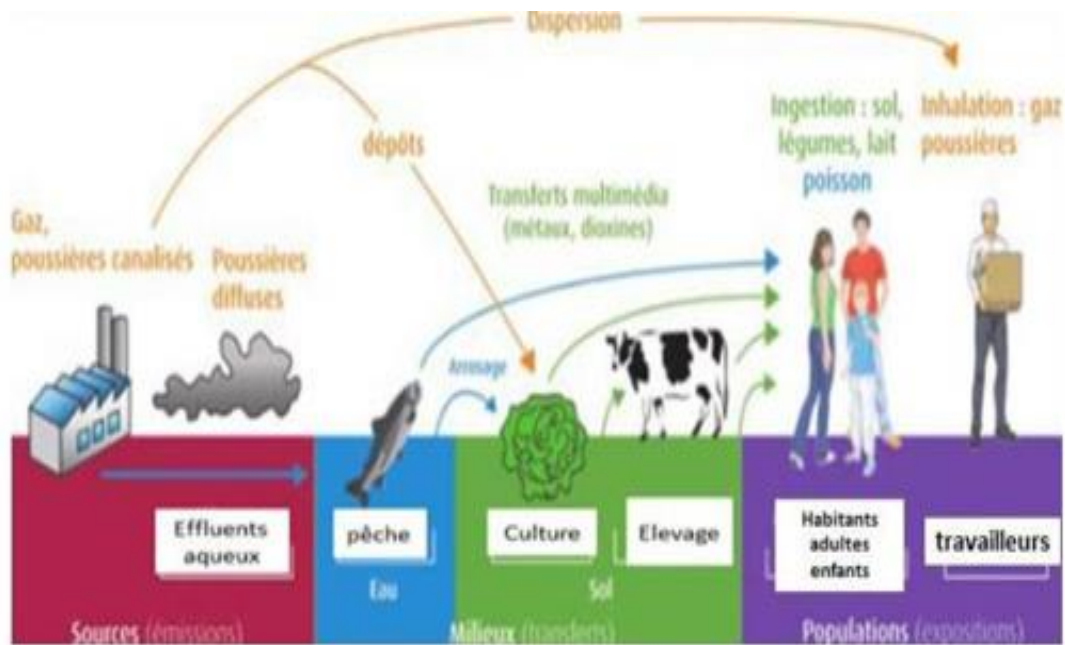 Dispersion
Ingestion : sol,
légumes, lait
poisson
Inhalation : gaz
poussières
dépôts
Transferts multimédia
(métaux, dioxines)
Gaz,
poussières canalisés
Poussières
diffuses
Arrosage
Effluents
aqueux
pêche
Culture
Elevage
Habitants
adultes
enfants
travailleurs
Eau
Sol
Sources (émissions)
Milieux (transferts)
Populations (expositions)